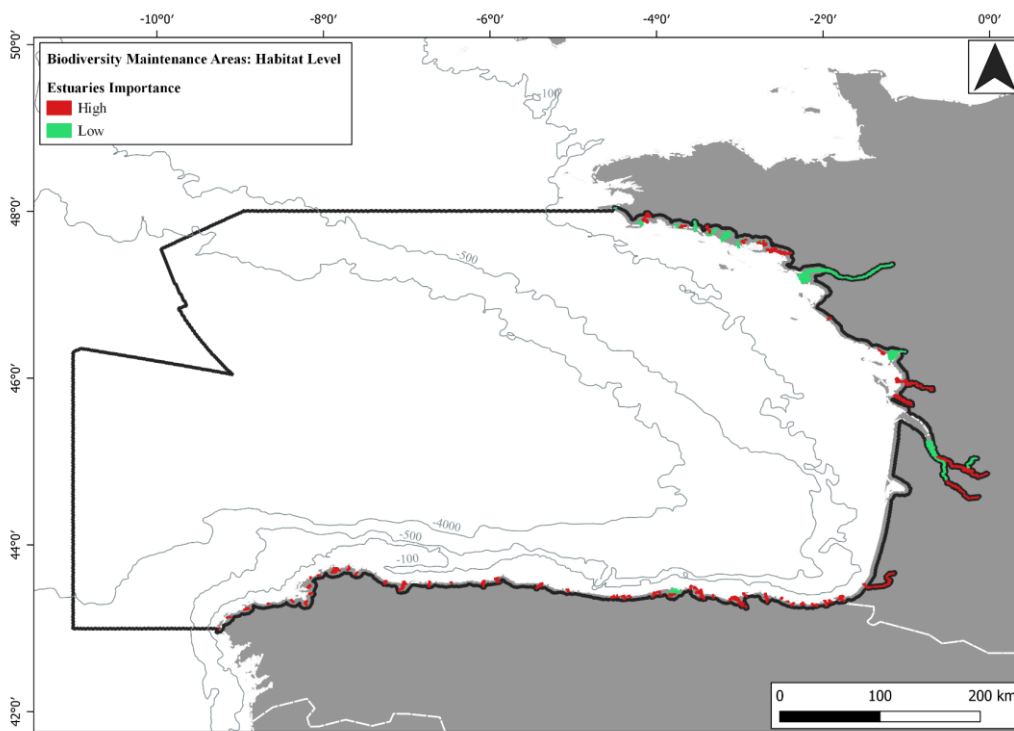 -10°0' -8°0' -6°0' -4°0' -2°0' 0°0'
50°0'
Biodiversity Maintenance Areas: Habitat Level
Estuaries Importance
High
Low
-100
48°0'
-500
46°0'
-4000
-500
-100
44°0'
42°0'
0 100 200 km